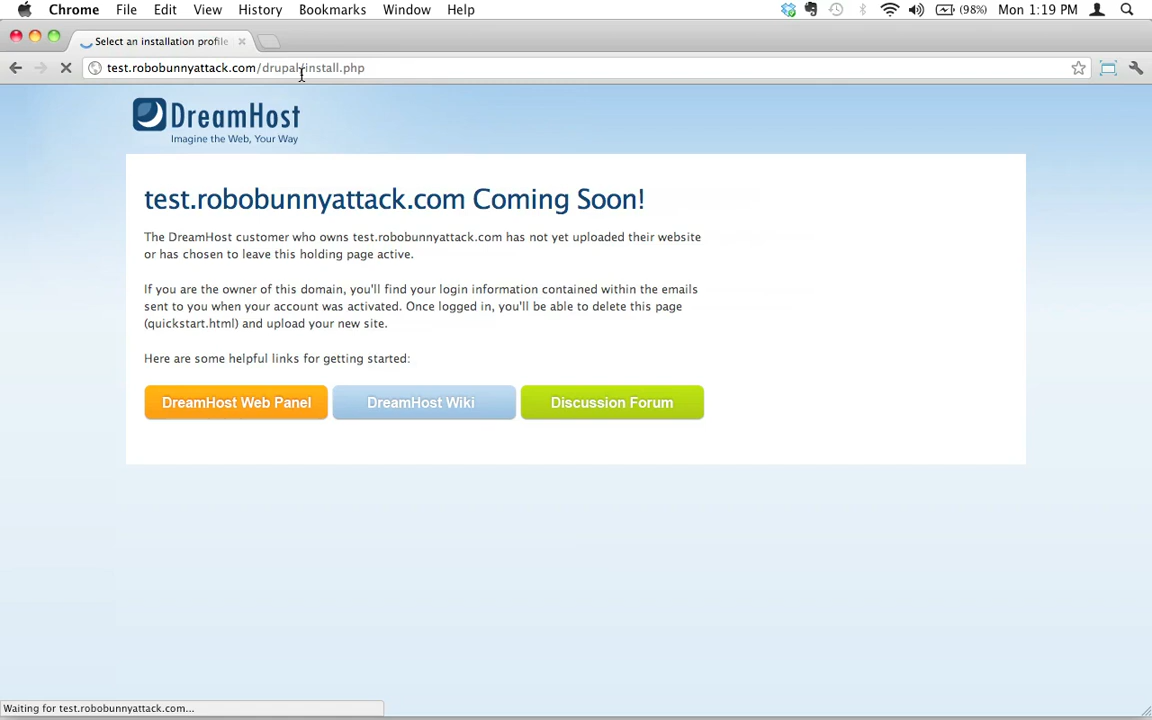 Chrome File Edit View History Bookmarks Window Help (98%) Mon 1:19 PM
Select an installation profile
test.robobunnyattack.com/drupal/install.php
DreamHost
Imagine the Web, Your Way
test.robobunnyattack.com Coming Soon!
The DreamHost customer who owns test.robobunnyattack.com has not yet uploaded their website
or has chosen to leave this holding page active.
If you are the owner of this domain, you'll find your login information contained within the emails
sent to you when your account was activated. Once logged in, you'll be able to delete this page
(quickstart.html) and upload your new site.
Here are some helpful links for getting started:
DreamHost Web Panel DreamHost Wiki Discussion Forum
Waiting for test.robobunnyattack.com...